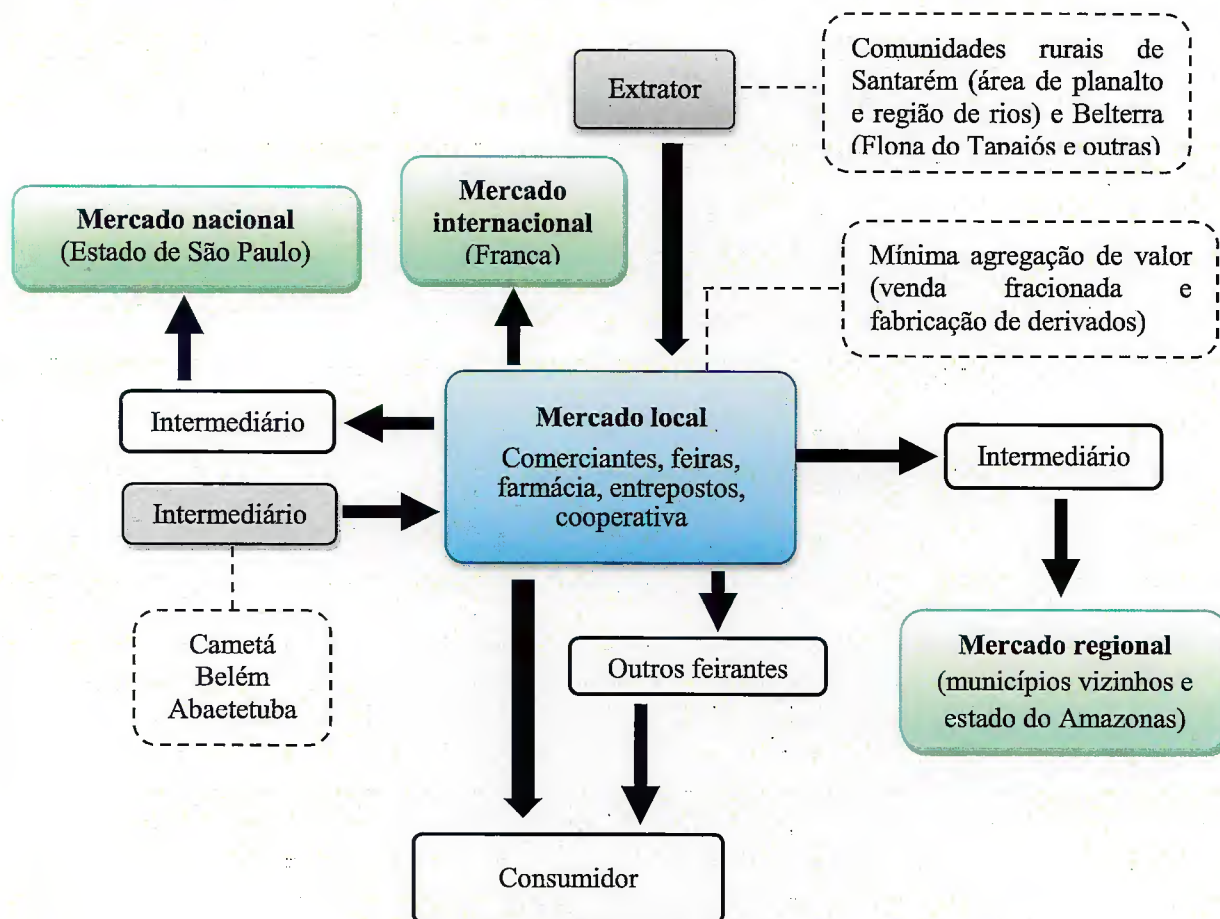 Extrator
Comunidades rurais de
Santarém (área de planalto
e região de rios) e Belterra
(Flona do Tapajós e outras)
Mercado nacional
(Estado de São Paulo)
Mercado
internacional
(França)
Mínima agregação de valor
(venda fracionada e
fabricação de derivados)
Intermediário
Mercado local
Comerciantes, feiras,
farmácia, entrepostos,
cooperativa
Intermediário
Intermediário
Cametá
Belém
Abaetetuba
Outros feirantes
Mercado regional
(municípios vizinhos e
estado do Amazonas)
Consumidor